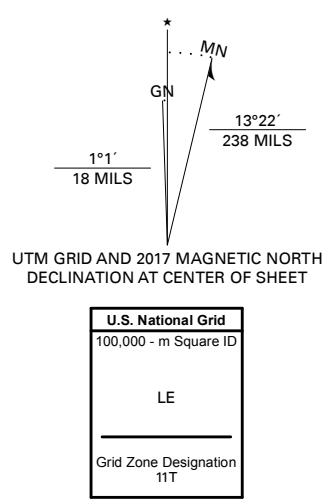 ★
MN
GN
13°22´
238 MILS
1°1´
18 MILS
UTM GRID AND 2017 MAGNETIC NORTH
DECLINATION AT CENTER OF SHEET
U.S. National Grid
100,000 - m Square ID
LE
Grid Zone Designation
11T